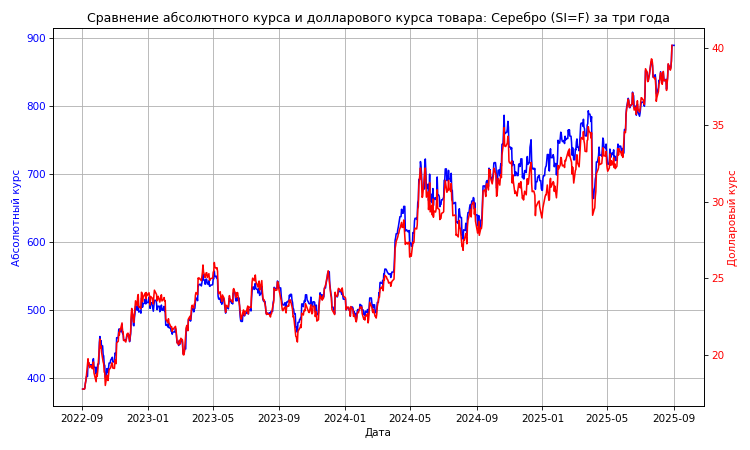 Сравнение абсолютного курса и долларового курса товара: Серебро (SI=F) за три года
900
800
700
600
500
400
Абсолютный курс
40
35
30
25
20
Долларовый курс
2022-09 2023-01 2023-05 2023-09 2024-01 2024-05 2024-09 2025-01 2025-05 2025-09
Дата